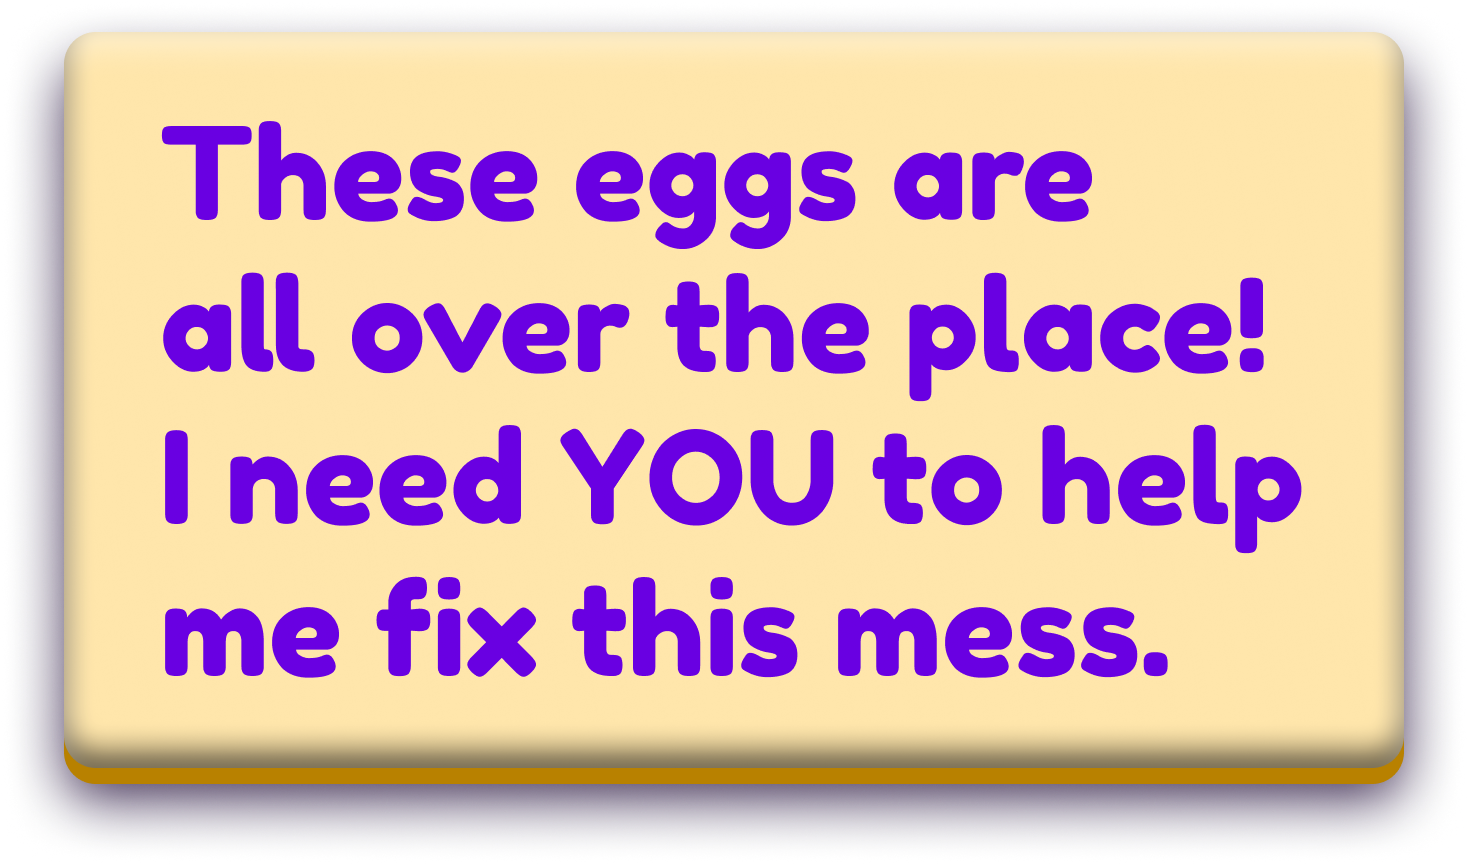 These eggs are
all over the place!
I need YOU to help
me fix this mess.